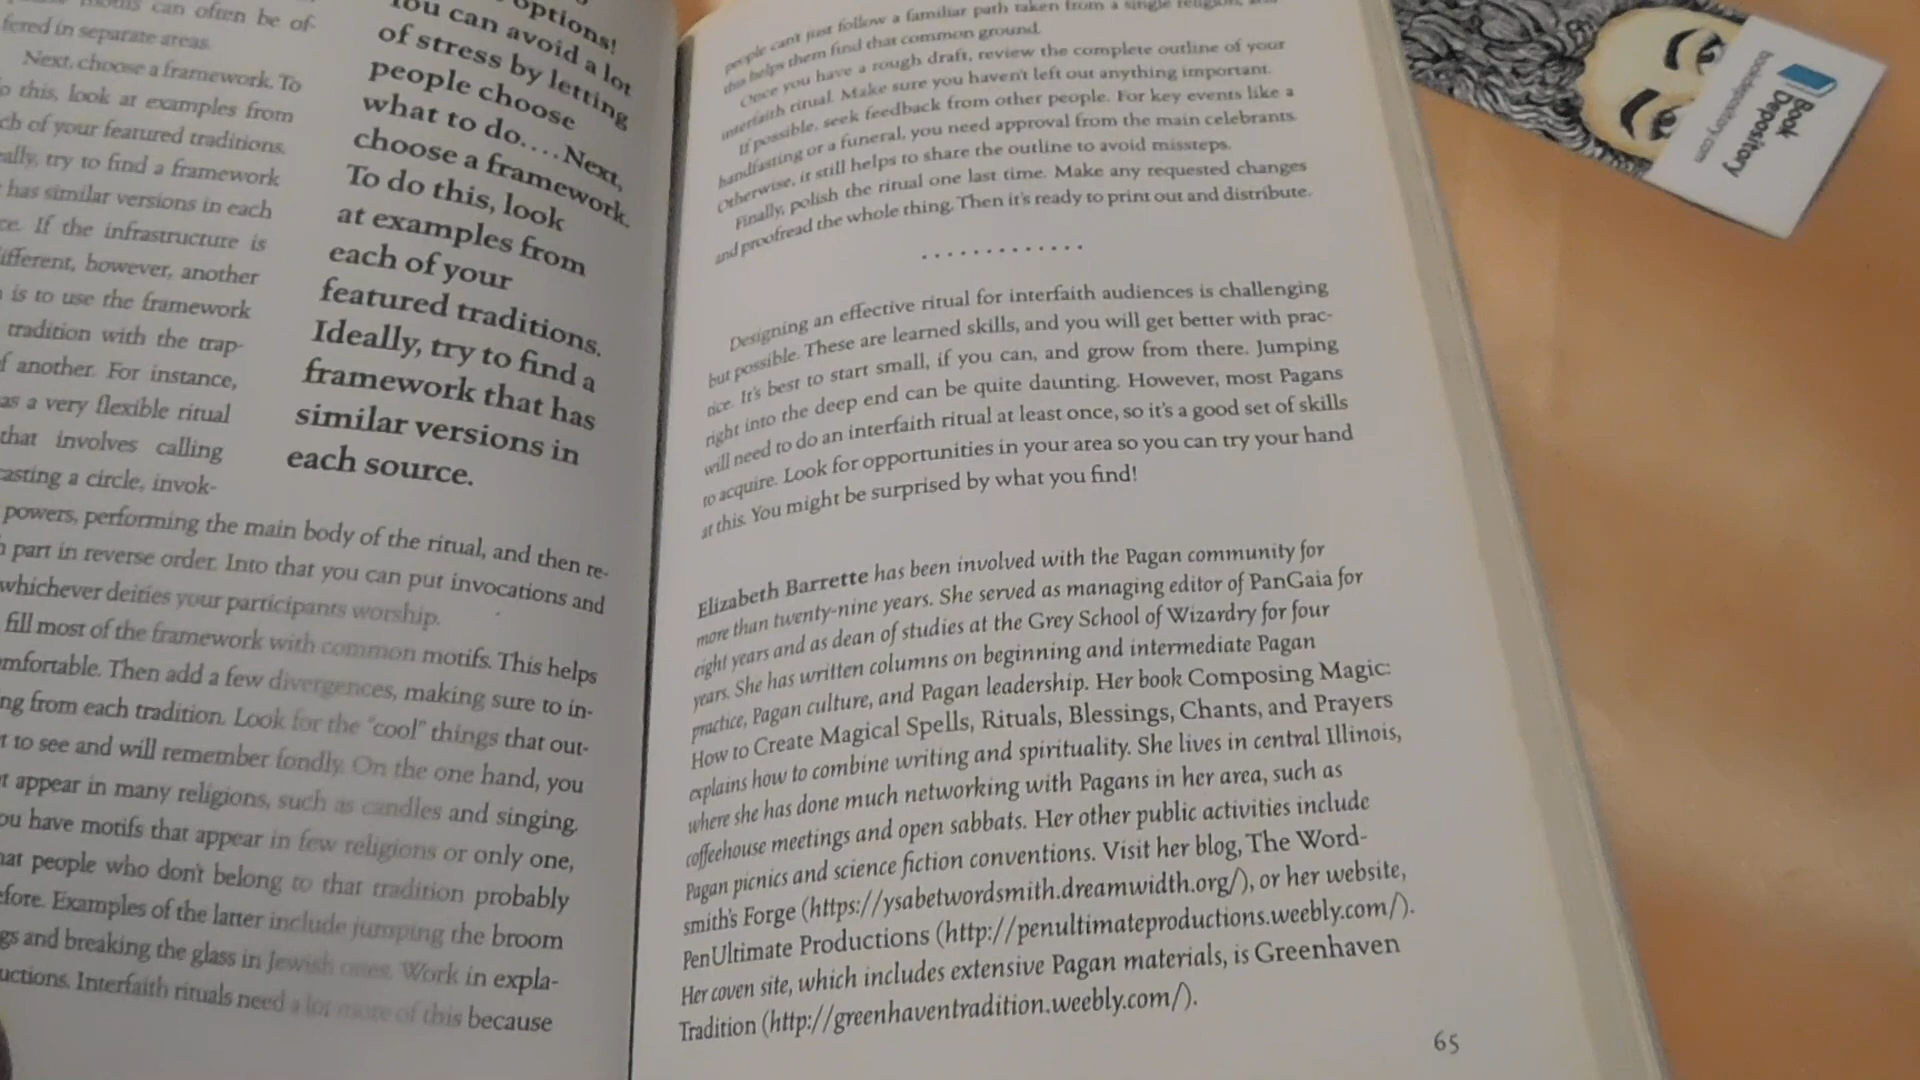 can often be of-
fered in separate areas.
Next, choose a framework. To
this, look at examples from
of your featured traditions.
try to find a framework
has similar versions in each
If the infrastructure is
however, another
is to use the framework
tradition with the trap-
another. For instance,
as a very flexible ritual
that involves calling
a circle, invok-
options!
You can avoid a lot
of stress by letting
people choose
what to do.... Next,
choose a framework.
To do this, look
at examples from
each of your
featured traditions.
Ideally, try to find a
framework that has
similar versions in
each source.
powers, performing the main body of the ritual, and then re-
part in reverse order. Into that you can put invocations and
whichever deities your participants worship.
fill most of the framework with common motifs. This helps
Then add a few divergences, making sure to in-
from each tradition. Look for the "cool" things that out-
to see and will remember fondly. On the one hand, you
appear in many religions, such as candles and singing.
have motifs that appear in few religions or only one,
people who don't belong to that tradition probably
Examples of the latter include jumping the broom
and breaking the glass in Jewish ones. Work in expla-
Interfaith rituals need a lot more of this because
people can't just follow a familiar path taken from a single religion, and
this helps them find that common ground.
Once you have a rough draft, review the complete outline of your
interfaith ritual. Make sure you haven't left out anything important.
If possible, seek feedback from other people. For key events like a
handfasting or a funeral, you need approval from the main celebrants.
Otherwise, it still helps to share the outline to avoid missteps.
Finally, polish the ritual one last time. Make any requested changes
and proofread the whole thing. Then it's ready to print out and distribute.
............
Designing an effective ritual for interfaith audiences is challenging
but possible. These are learned skills, and you will get better with prac-
tice. It's best to start small, if you can, and grow from there. Jumping
right into the deep end can be quite daunting. However, most Pagans
will need to do an interfaith ritual at least once, so it's a good set of skills
to acquire. Look for opportunities in your area so you can try your hand
at this. You might be surprised by what you find!
Elizabeth Barrette has been involved with the Pagan community for
more than twenty-nine years. She served as managing editor of PanGaia for
eight years and as dean of studies at the Grey School of Wizardry for four
years. She has written columns on beginning and intermediate Pagan
practice, Pagan culture, and Pagan leadership. Her book Composing Magic:
How to Create Magical Spells, Rituals, Blessings, Chants, and Prayers
explains how to combine writing and spirituality. She lives in central Illinois,
where she has done much networking with Pagans in her area, such as
coffeehouse meetings and open sabbats. Her other public activities include
Pagan picnics and science fiction conventions. Visit her blog, The Word-
smith's Forge (https://ysabetwordsmith.dreamwidth.org/), or her website,
PenUltimate Productions (http://penultimateproductions.weebly.com/).
Her coven site, which includes extensive Pagan materials, is Greenhaven
Tradition (http://greenhaventradition.weebly.com/).
65
Book
Depository
bookdepository.com